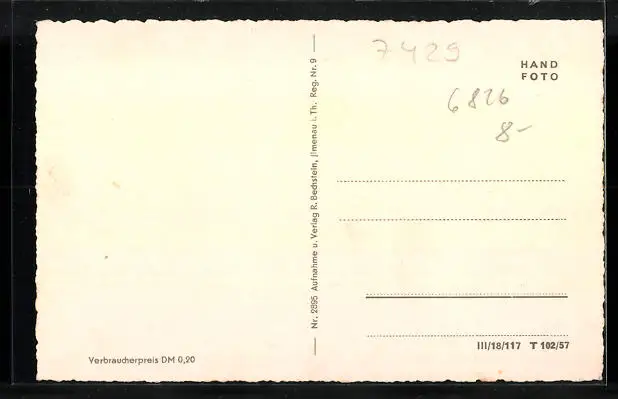 Verbraucherpreis DM 0,20
Nr. 2895 Aufnahme u. Verlag R. Bechstein, Jlmenau i. Th. Reg. Nr. 9
7429
HAND
FOTO
6826
8-
III/18/117 T 102/57